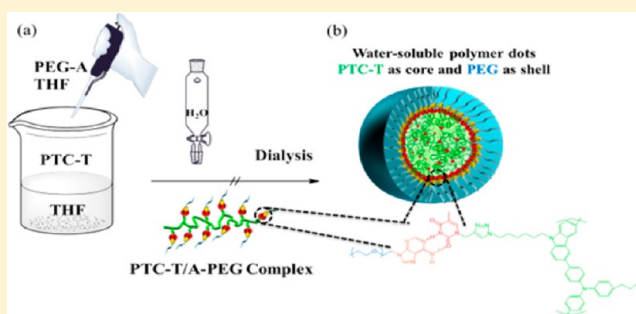 (a)
PEG-A
THF
PTC-T
THF
H₂O
Dialysis
PTC-T/A-PEG Complex
(b)
Water-soluble polymer dots
PTC-T as core and PEG as shell